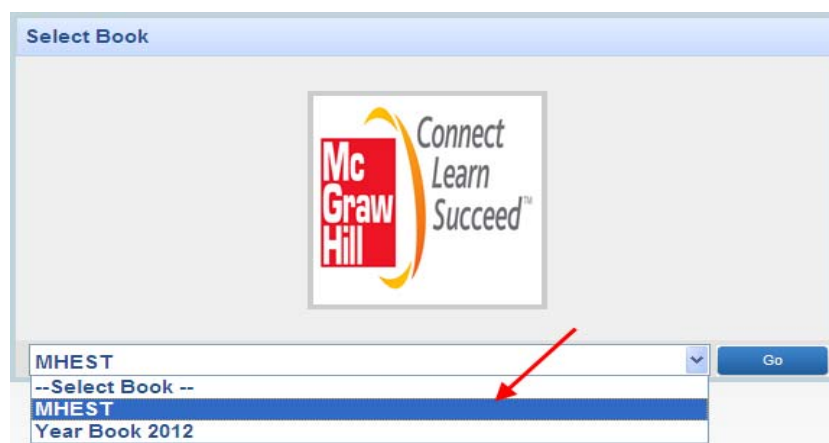 Select Book
Mc
Graw
Hill
Connect
Learn
Succeed™
MHEST
Go
--Select Book --
MHEST
Year Book 2012